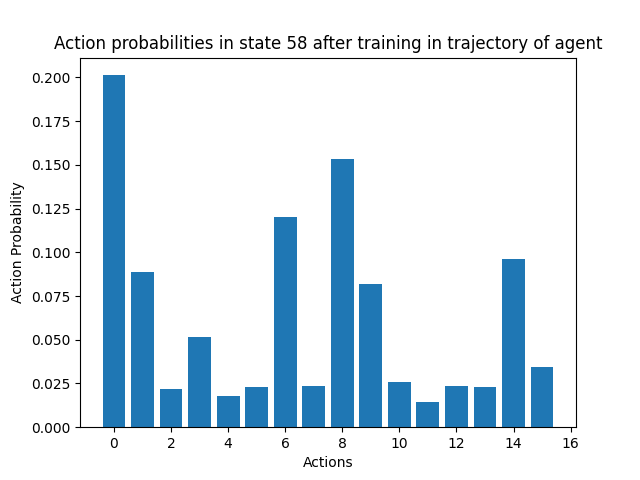 Action probabilities in state 58 after training in trajectory of agent
0.200
0.175
0.150
0.125
0.100
0.075
0.050
0.025
0.000
Action Probability
0 2 4 6 8 10 12 14 16
Actions